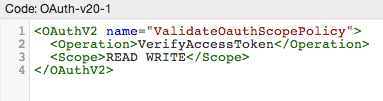 Code: OAuth-v20-1
1 <OAuthV2 name="ValidateOauthScopePolicy">
2 <Operation>VerifyAccessToken</Operation>
3 <Scope>READ WRITE</Scope>
4 </OAuthV2>